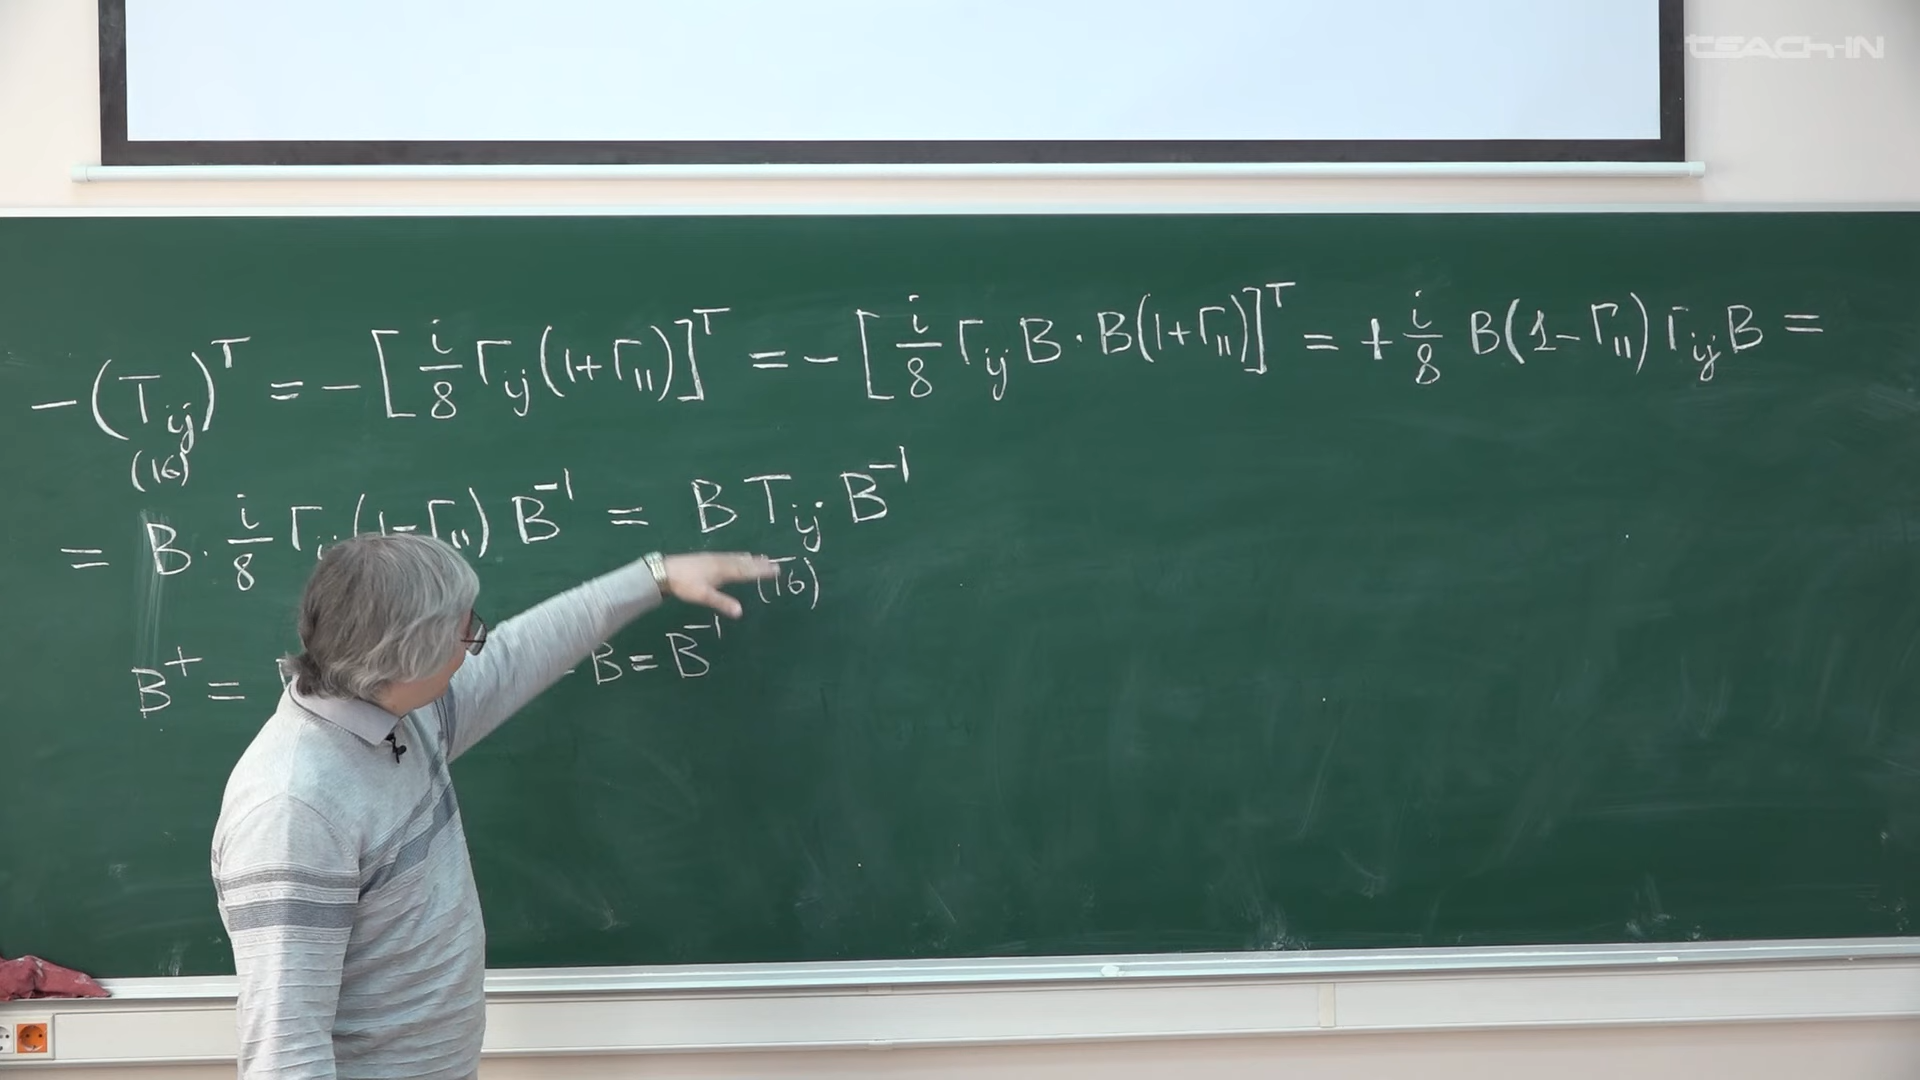 TEACH-IN
-(T_ij)^T = -[i/8 Γ_ij(1+Γ_11)]^T = -[i/8 Γ_ij B·B(1+Γ_11)]^T = + i/8 B(1-Γ_11)Γ_ij B =
(16)
= B· i/8 Γ_ij(1-Γ_11) B^-1 = B T_ij B^-1
(16)
B^+ = B = B^-1